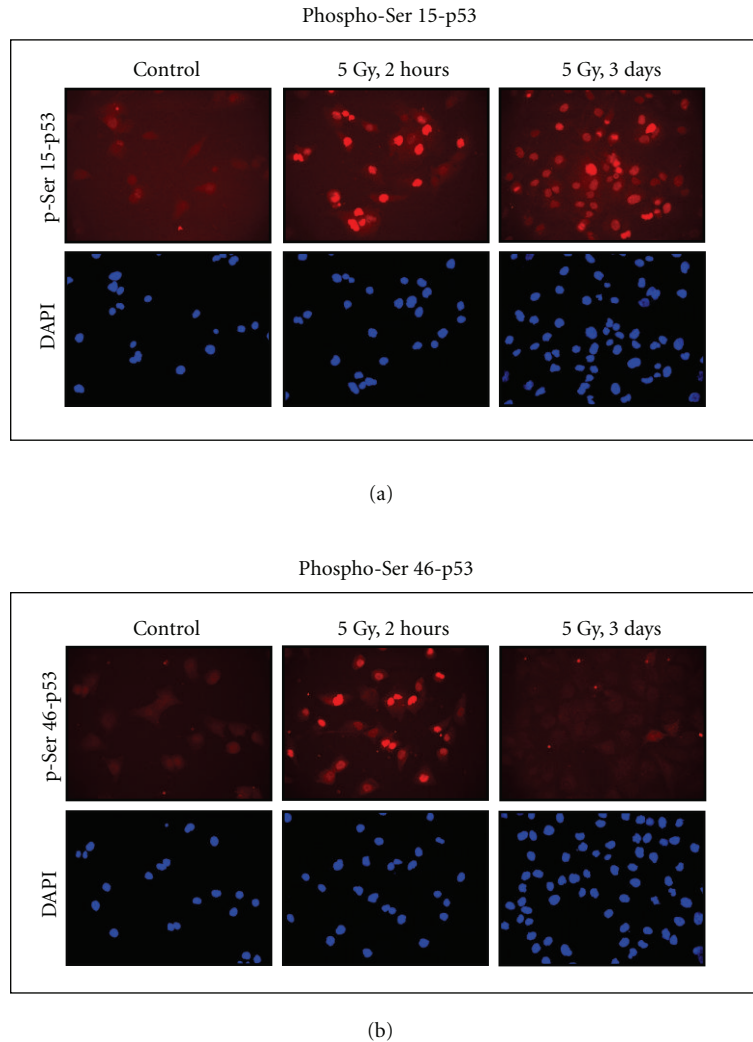 Phospho-Ser 15-p53
Control
5 Gy, 2 hours
5 Gy, 3 days
p-Ser 15-p53
DAPI
(a)
Phospho-Ser 46-p53
Control
5 Gy, 2 hours
5 Gy, 3 days
p-Ser 46-p53
DAPI
(b)